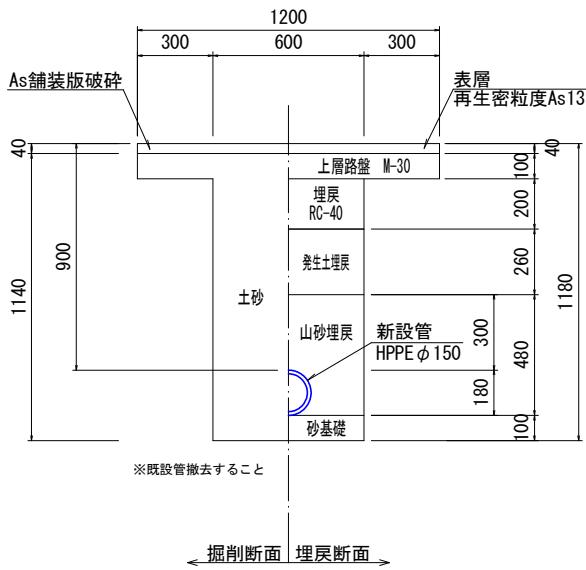 1200
300
600
300
As舗装版破砕
表層
再生密粒度As13
40
40
上層路盤 M-30
100
埋戻
RC-40
200
900
発生土埋戻
260
1140
土砂
1180
山砂埋戻
新設管
HPPEφ150
300
480
180
砂基礎
100
※既設管撤去すること
掘削断面
埋戻断面